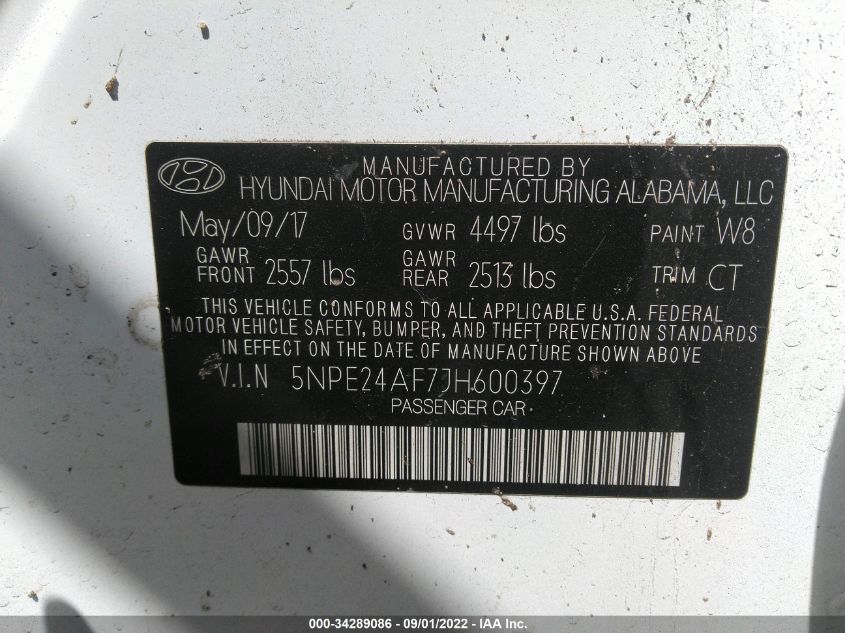 MANUFACTURED BY
HYUNDAI MOTOR MANUFACTURING ALABAMA, LLC
May/09/17 GVWR 4497 lbs PAINT W8
GAWR FRONT 2557 lbs GAWR REAR 2513 lbs TRIM CT
THIS VEHICLE CONFORMS TO ALL APPLICABLE U.S.A. FEDERAL
MOTOR VEHICLE SAFETY, BUMPER, AND THEFT PREVENTION STANDARDS
IN EFFECT ON THE DATE OF MANUFACTURE SHOWN ABOVE
V.I.N 5NPE24AF7JH600397
PASSENGER CAR
000-34289086 - 09/01/2022 - IAA Inc.